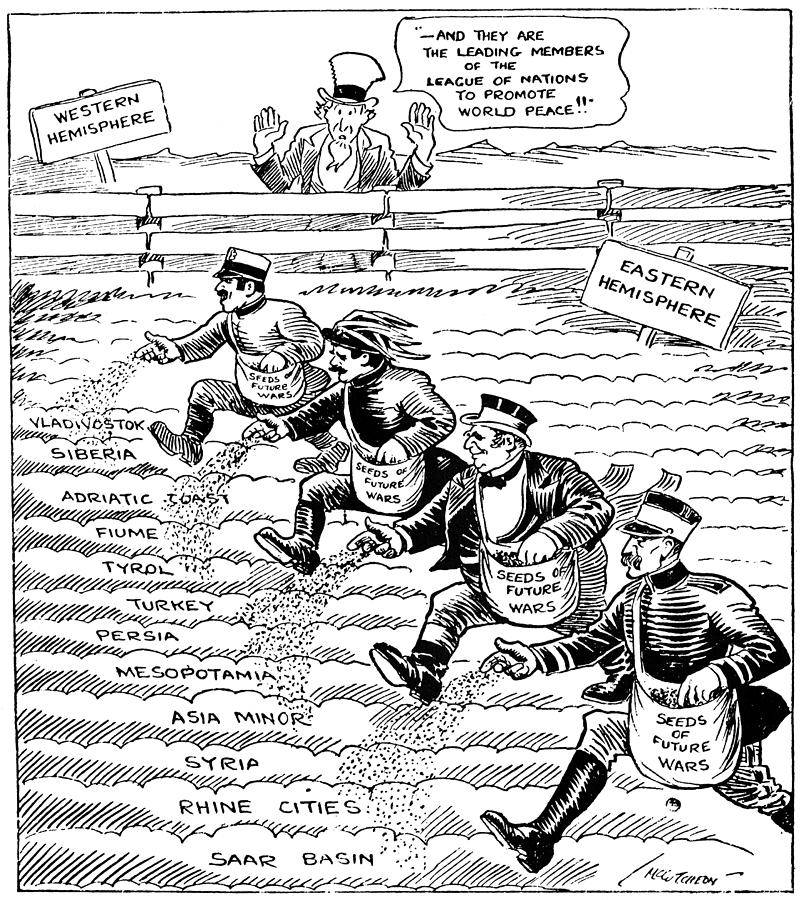 "—AND THEY ARE
THE LEADING MEMBERS
OF THE
LEAGUE OF NATIONS
TO PROMOTE
WORLD PEACE!!"
WESTERN
HEMISPHERE
EASTERN
HEMISPHERE
SEEDS OF
FUTURE
WARS
SEEDS OF
FUTURE
WARS
SEEDS OF
FUTURE
WARS
SEEDS
OF
FUTURE
WARS
VLADIVOSTOK
SIBERIA
ADRIATIC COAST
FIUME
TYROL
TURKEY
PERSIA
MESOPOTAMIA
ASIA MINOR
SYRIA
RHINE CITIES
SAAR BASIN
McCUTCHEON